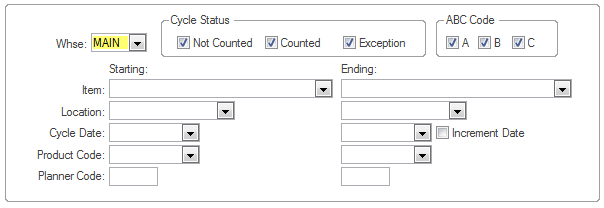 Cycle Status ABC Code
Whse: MAIN Not Counted Counted Exception A B C
Starting: Ending:
Item:
Location:
Cycle Date: Increment Date
Product Code:
Planner Code: